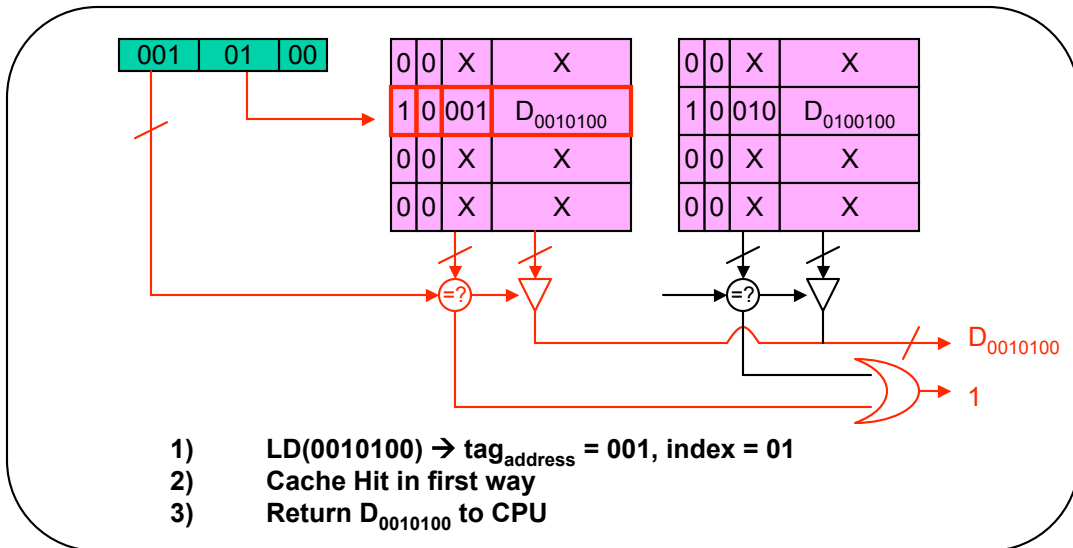 001 01 00
0 0 X X
1 0 001 D0010100
0 0 X X
0 0 X X
0 0 X X
1 0 010 D0100100
0 0 X X
0 0 X X
=?
=?
D0010100
1
1) LD(0010100) → tagaddress = 001, index = 01
2) Cache Hit in first way
3) Return D0010100 to CPU